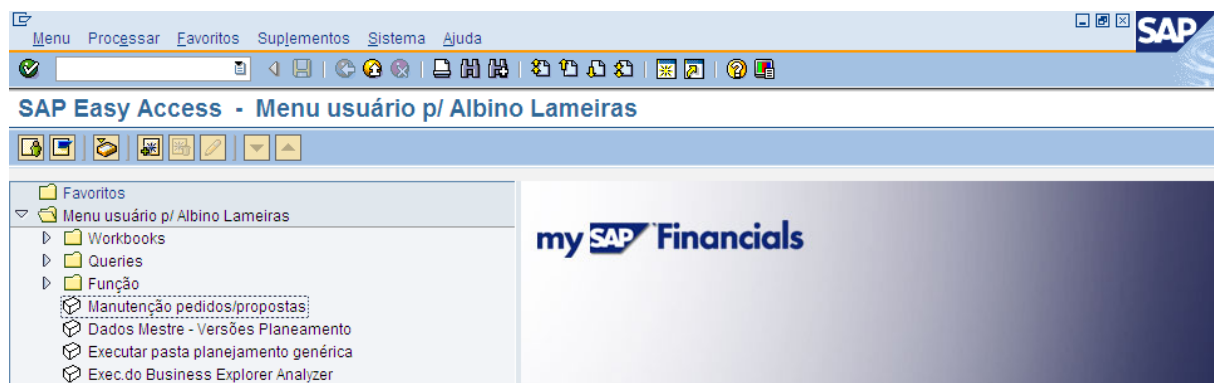 Menu Processar Favoritos Suplementos Sistema Ajuda
SAP
SAP Easy Access - Menu usuário p/ Albino Lameiras
Favoritos
Menu usuário p/ Albino Lameiras
Workbooks
Queries
Função
Manutenção pedidos/propostas
Dados Mestre - Versões Planeamento
Executar pasta planejamento genérica
Exec.do Business Explorer Analyzer
my SAP Financials